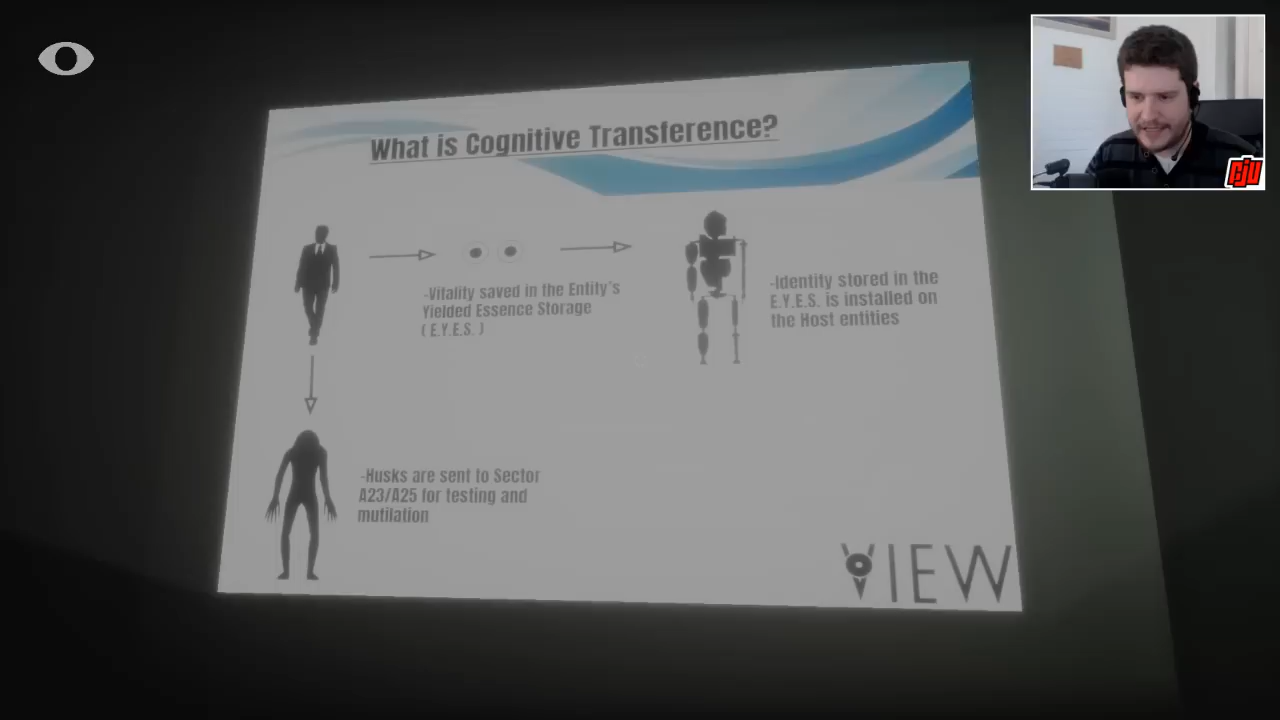 What is Cognitive Transference?
-Vitality saved in the Entity's
Yielded Essence Storage
( E.Y.E.S. )
-Identity stored in the
E.Y.E.S. is installed on
the Host entities
-Husks are sent to Sector
A23/A25 for testing and
mutilation
VIEW
CJU